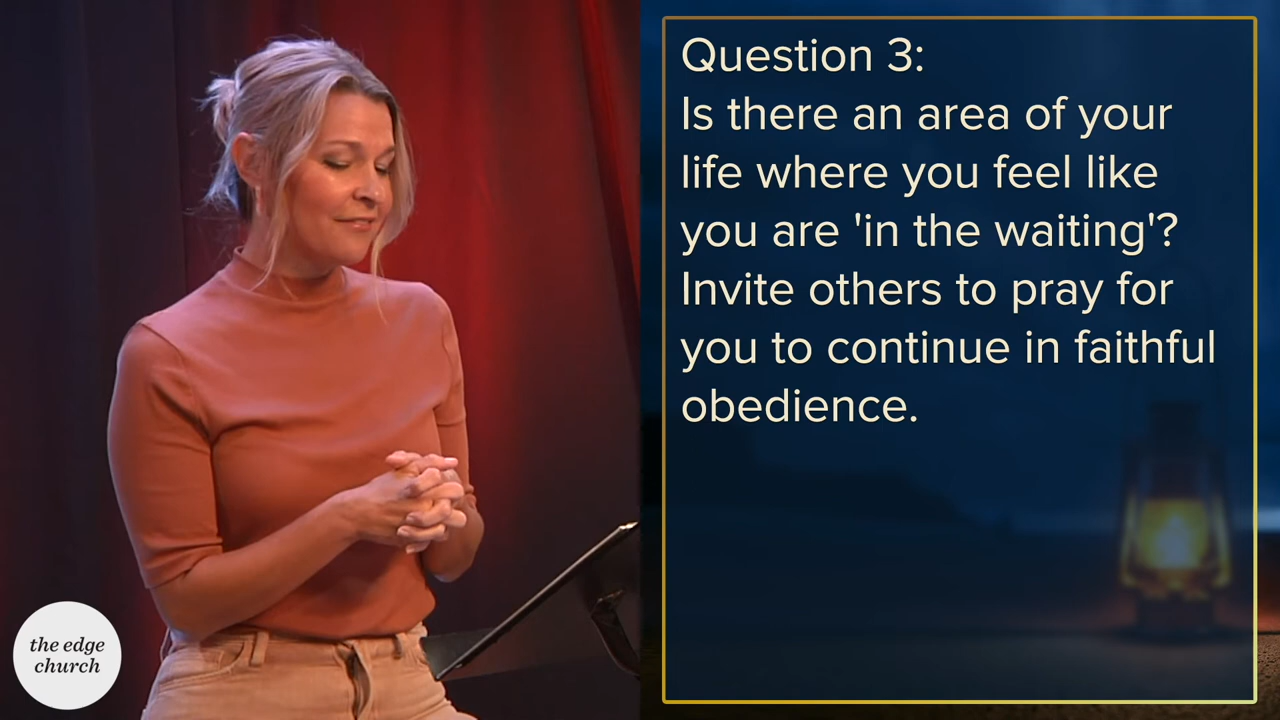 Question 3:
Is there an area of your
life where you feel like
you are 'in the waiting'?
Invite others to pray for
you to continue in faithful
obedience.
the edge
church